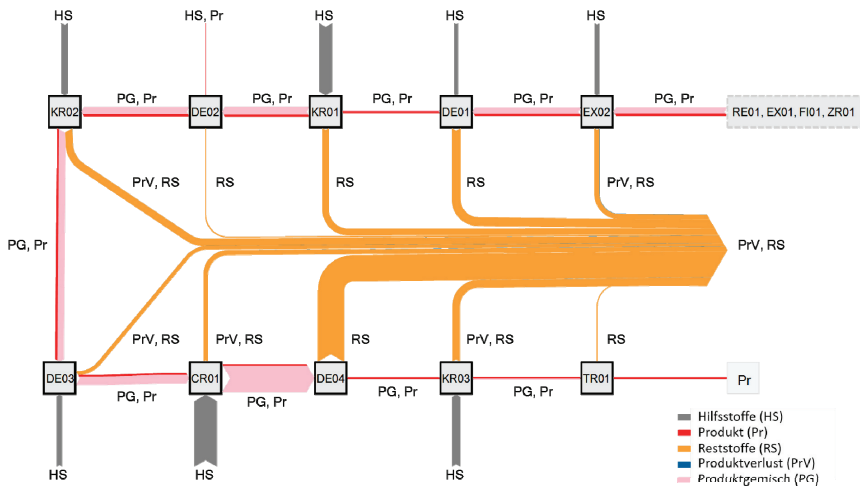 HS
HS, Pr
HS
HS
HS
PG, Pr
PG, Pr
PG, Pr
PG, Pr
PG, Pr
KR02
DE02
KR01
DE01
EX02
RE01, EX01, FI01, ZR01
PrV, RS
RS
RS
RS
PrV, RS
PG, Pr
PrV, RS
PrV, RS
PrV, RS
RS
PrV, RS
RS
DE03
CR01
DE04
KR03
TR01
Pr
PG, Pr
PG, Pr
PG, Pr
PG, Pr
HS
HS
HS
Hilfsstoffe (HS)
Produkt (Pr)
Reststoffe (RS)
Produktverlust (PrV)
Produktgemisch (PG)